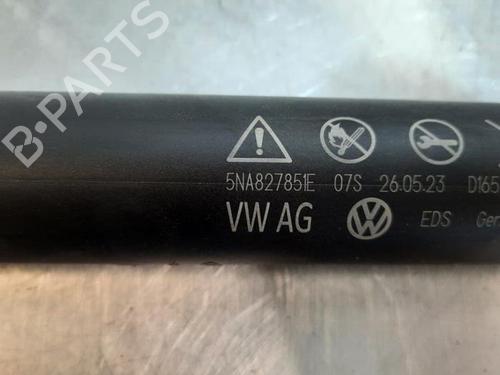 B-PARTS
5NA827851E 07S 26.05.23 D165
VW AG EDS Ger